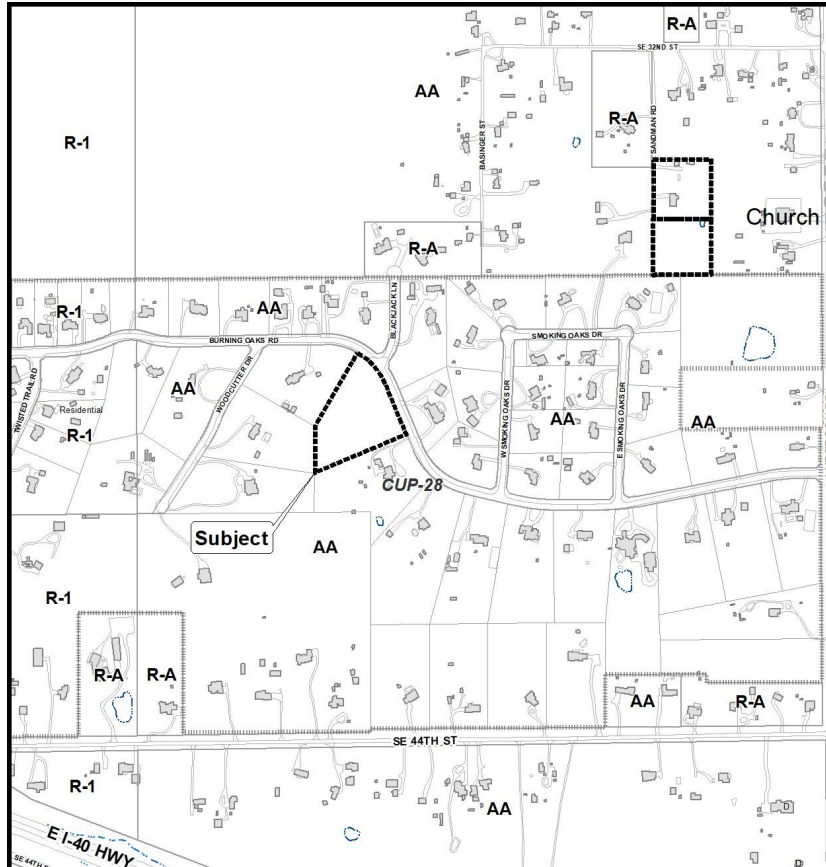 R-A
SE 32ND ST
AA
R-1
BASINGER ST
R-A
SANDMAN RD
Church
R-A
BLACKJACK LN
R-1
AA
BURNING OAKS RD
SMOKING OAKS DR
TWISTED TRAIL RD
Residential
R-1
AA
WOODCUTTER DR
W SMOKING OAKS DR
AA
E SMOKING OAKS DR
AA
CUP-28
Subject
AA
R-1
R-A
R-A
AA
R-A
SE 44TH ST
R-1
AA
D
E I-40 HWY
SE 44TH
D